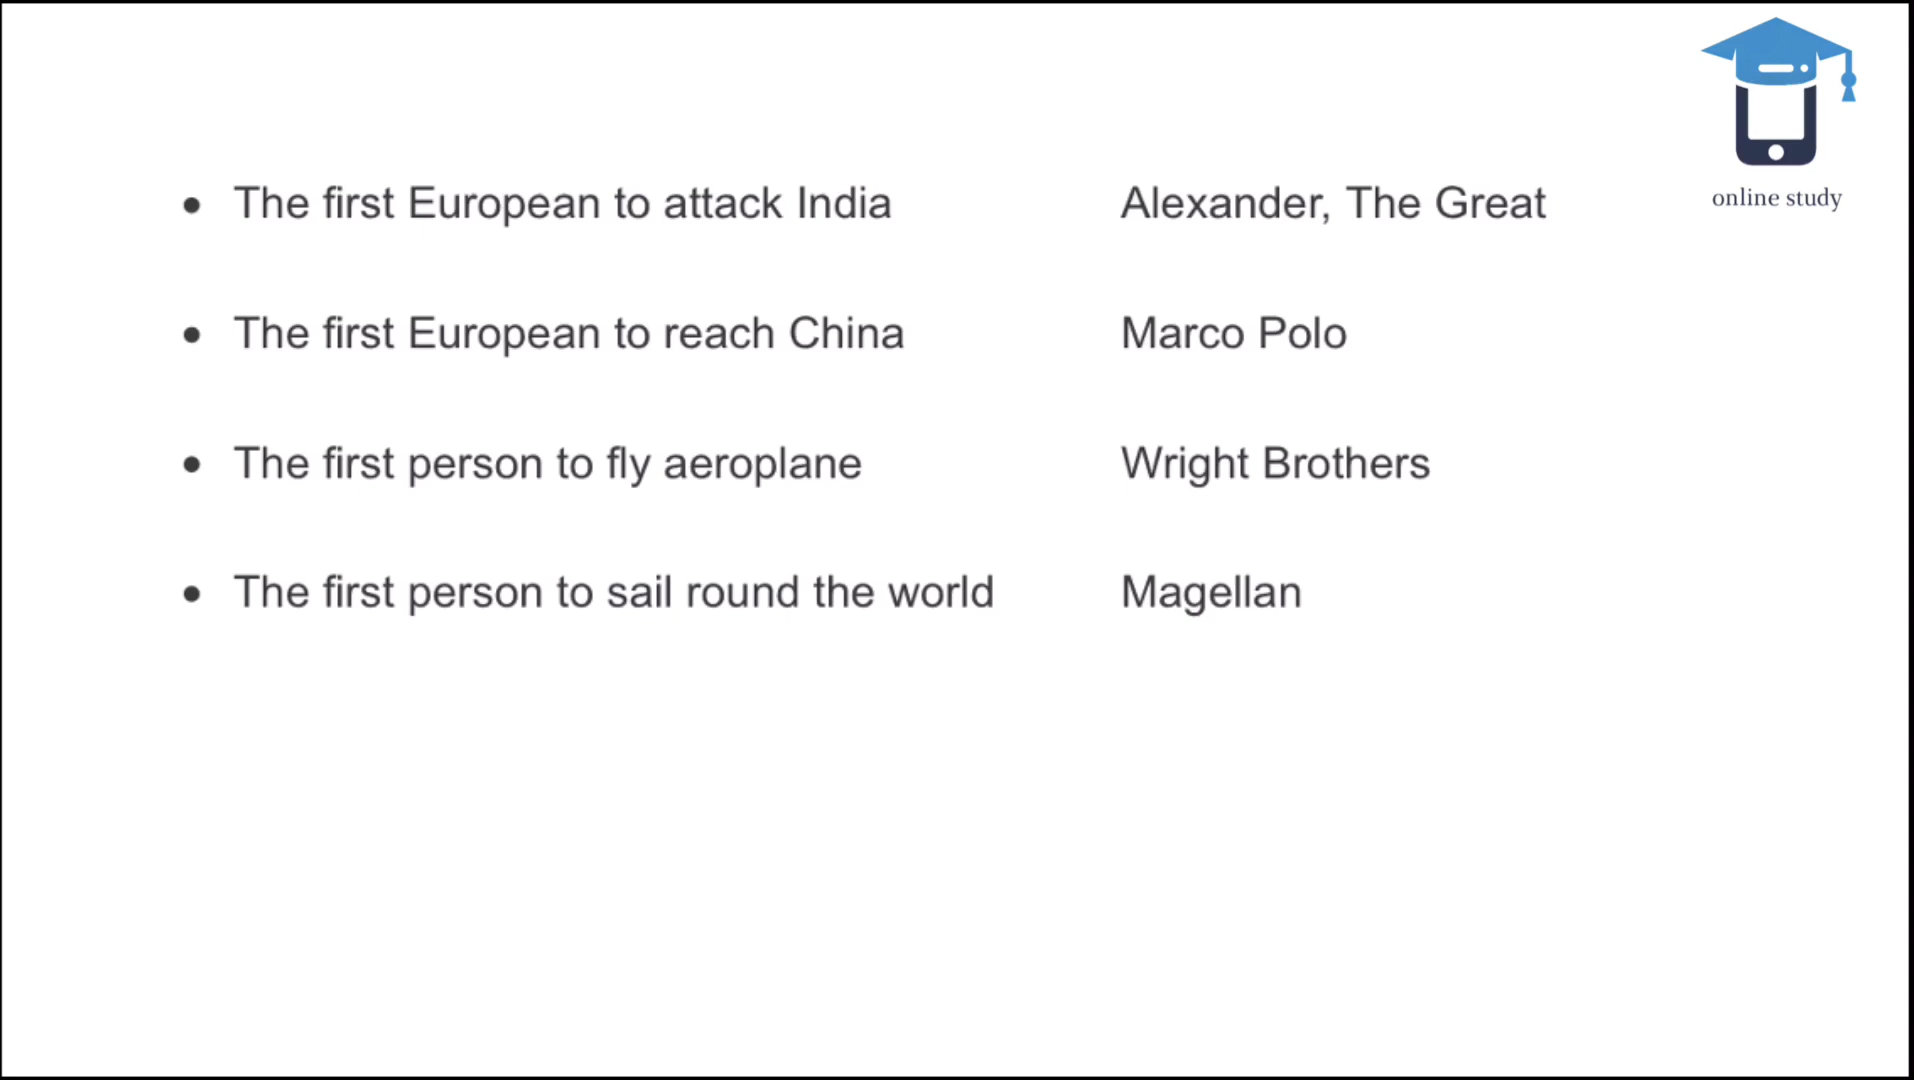 The first European to attack India Alexander, The Great
online study
The first European to reach China Marco Polo
The first person to fly aeroplane Wright Brothers
The first person to sail round the world Magellan